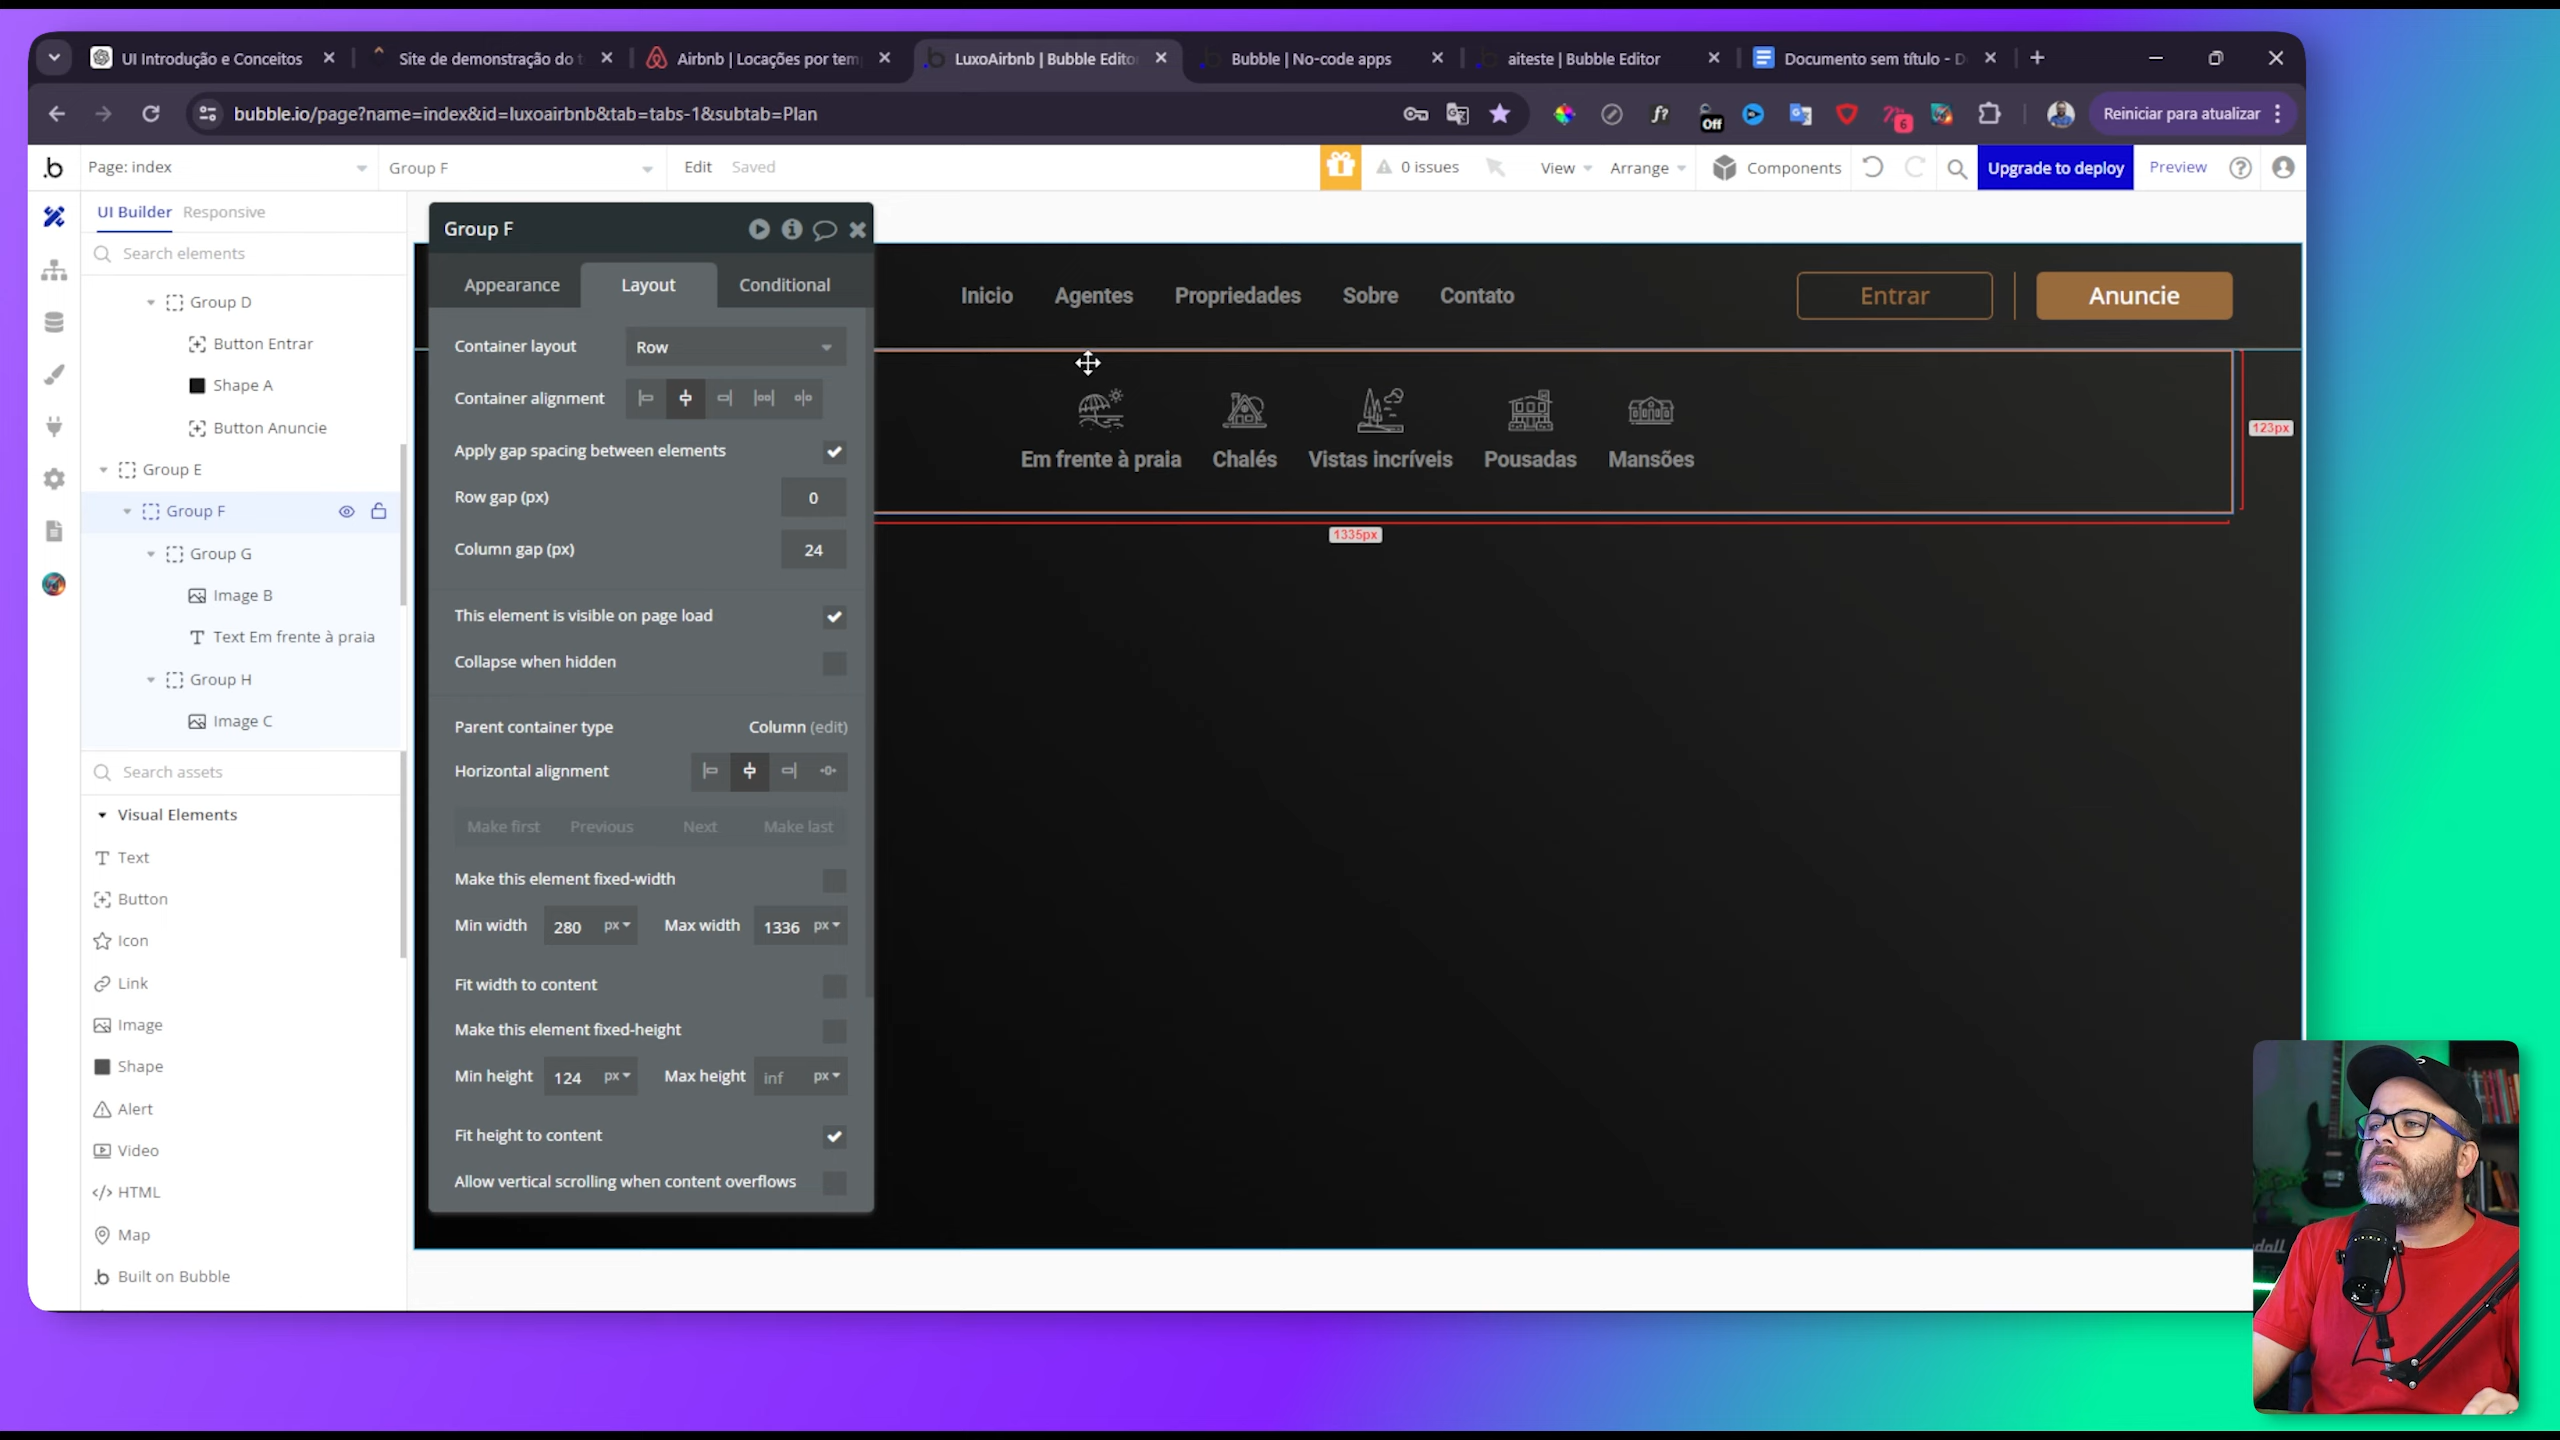 UI Introdução e Conceitos
Site de demonstração do t
Airbnb | Locações por tem
LuxoAirbnb | Bubble Edito
Bubble | No-code apps
aiteste | Bubble Editor
Documento sem título - D
bubble.io/page?name=index&id=luxoairbnb&tab=tabs-1&subtab=Plan
f?
Off
6
Reiniciar para atualizar
.b
Page: index
Group F
Edit
Saved
0 issues
View
Arrange
Components
Upgrade to deploy
Preview
UI Builder
Responsive
Search elements
Group D
Button Entrar
Shape A
Button Anuncie
Group E
Group F
Group G
Image B
Text Em frente à praia
Group H
Image C
Search assets
Visual Elements
Text
Button
Icon
Link
Image
Shape
Alert
Video
HTML
Map
Built on Bubble
Group F
Appearance
Layout
Conditional
Container layout
Row
Container alignment
Apply gap spacing between elements
Row gap (px)
0
Column gap (px)
24
This element is visible on page load
Collapse when hidden
Parent container type
Column (edit)
Horizontal alignment
Make first
Previous
Next
Make last
Make this element fixed-width
Min width
280
px
Max width
1336
px
Fit width to content
Make this element fixed-height
Min height
124
px
Max height
inf
px
Fit height to content
Allow vertical scrolling when content overflows
Inicio
Agentes
Propriedades
Sobre
Contato
Entrar
Anuncie
Em frente à praia
Chalés
Vistas incríveis
Pousadas
Mansões
123px
1335px